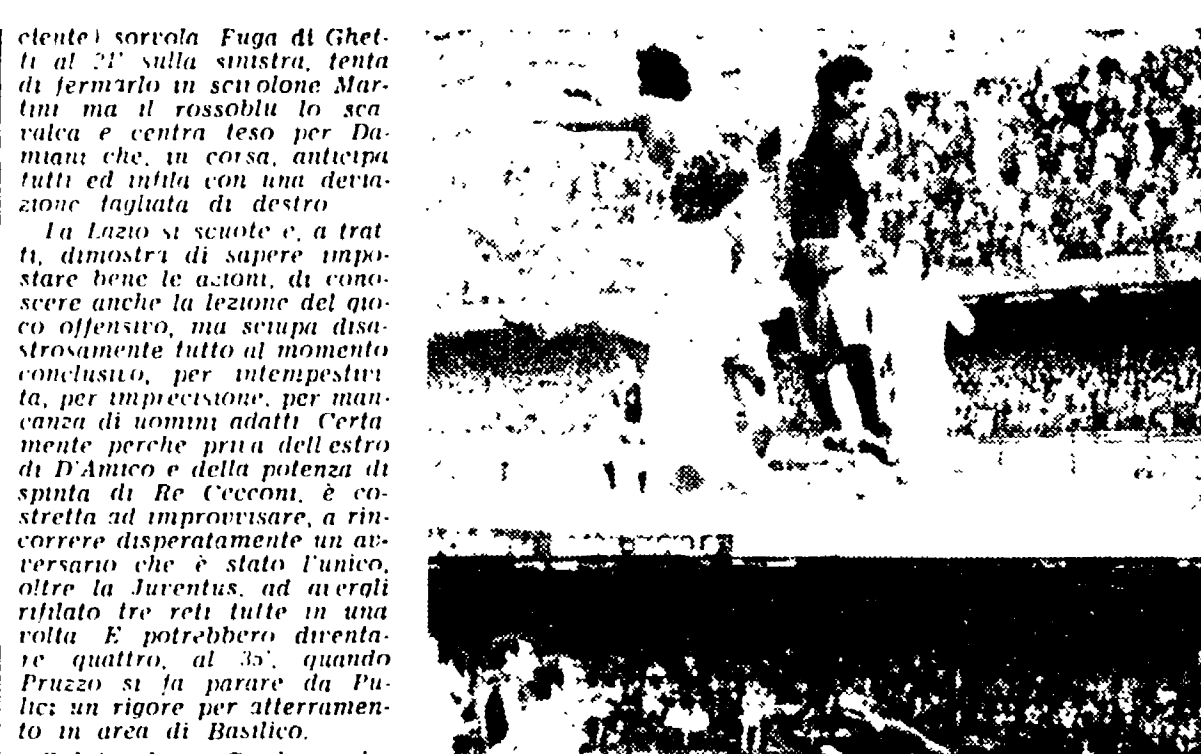 ciente) sorvola Fuga di Ghet-
ti al 21' sulla sinistra, tenta
di fermarlo in scivolone Mar-
tini ma il rossoblu lo sca
valca e centra teso per Da-
miani che, in corsa, anticipa
tutti ed infila con una devia-
zione tagliata di destro
La Lazio si scuote e, a trat
ti, dimostra di sapere impo-
stare bene le azioni, di cono-
scere anche la lezione del gio-
co offensivo, ma sciupa disa-
strosamente tutto al momento
conclusivo, per intempestivi
tà, per imprecisione, per man-
canza di uomini adatti Certa
mente perche priva dell estro
di D'Amico e della potenza di
spinta di Re Cecconi, è co-
stretta ad improvvisare, a rin-
correre disperatamente un av-
versario che è stato l'unico,
oltre la Juventus, ad avergli
rifilato tre reti tutte in una
volta E potrebbero diventa-
re quattro, al 35', quando
Pruzzo si fa parare da Pu-
lici un rigore per atterramen-
to in area di Basilico.